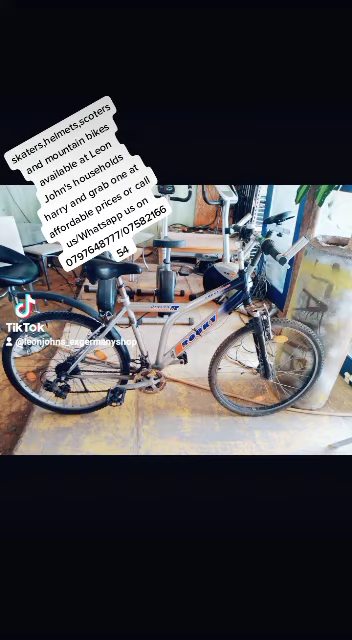 skaters,helmets,scoters
and mountain bikes
available at Leon
John's households
harry and grab one at
affordable prices or call
us/Whatsapp us on
0797648777/07582166
54
TikTok
@leonjohns_exgermanyshop